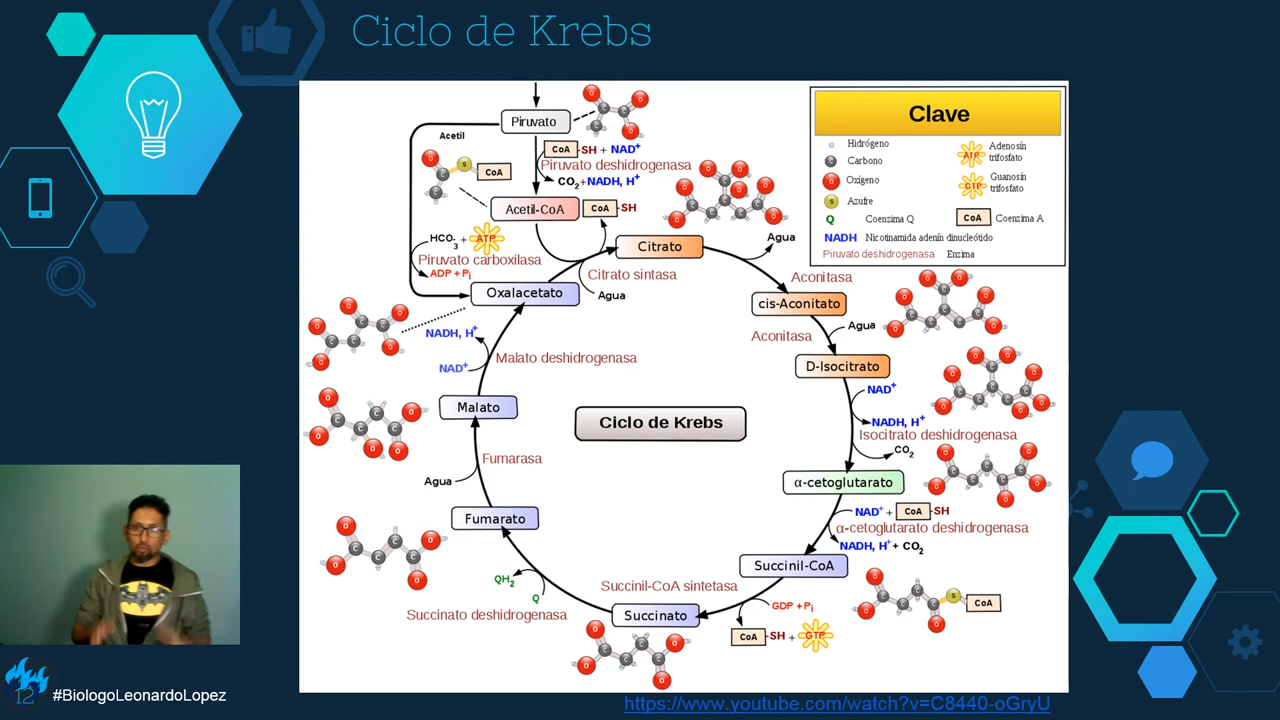 Ciclo de Krebs
Piruvato
Acetil
CoA
CoA-SH + NAD⁺
Piruvato deshidrogenasa
CO₂+NADH, H⁺
Acetil-CoA
CoA-SH
HCO₃⁻ + ATP
Piruvato carboxilasa
ADP + Pᵢ
Citrato
Citrato sintasa
Agua
Oxalacetato
Agua
Aconitasa
cis-Aconitato
Aconitasa
Agua
D-Isocitrato
NAD⁺
NADH, H⁺
Isocitrato deshidrogenasa
CO₂
α-cetoglutarato
NAD⁺ + CoA-SH
α-cetoglutarato deshidrogenasa
NADH, H⁺ + CO₂
Succinil-CoA
S
CoA
Succinil-CoA sintetasa
GDP + Pᵢ
CoA-SH + GTP
Succinato
Succinato deshidrogenasa
Q
QH₂
Fumarato
Agua
Fumarasa
Malato
NAD⁺
NADH, H⁺
Malato deshidrogenasa
Ciclo de Krebs
Clave
Hidrógeno
C Carbono
O Oxígeno
S Azufre
Q Coenzima Q
NADH Nicotinamida adenín dinucleótido
Piruvato deshidrogenasa Enzima
ATP Adenosín
trifosfato
GTP Guanosín
trifosfato
CoA Coenzima A
12
#BiologoLeonardoLopez
https://www.youtube.com/watch?v=C8440-oGryU